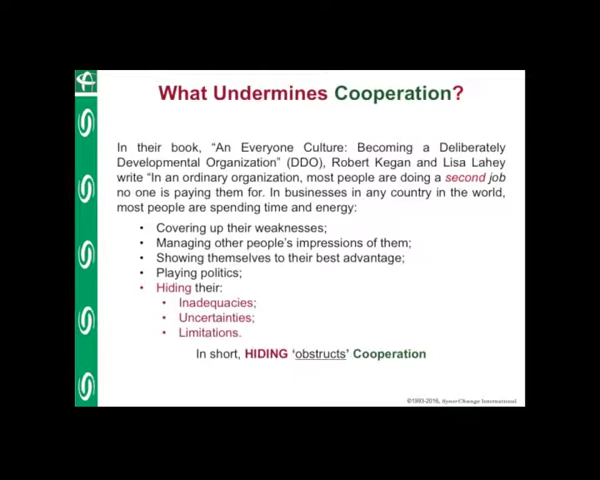 What Undermines Cooperation?
In their book, “An Everyone Culture: Becoming a Deliberately
Developmental Organization” (DDO), Robert Kegan and Lisa Lahey
write “In an ordinary organization, most people are doing a second job
no one is paying them for. In businesses in any country in the world,
most people are spending time and energy:
• Covering up their weaknesses;
• Managing other people’s impressions of them;
• Showing themselves to their best advantage;
• Playing politics;
• Hiding their:
• Inadequacies;
• Uncertainties;
• Limitations.
In short, HIDING ‘obstructs’ Cooperation
©1993-2016, SynerChange International